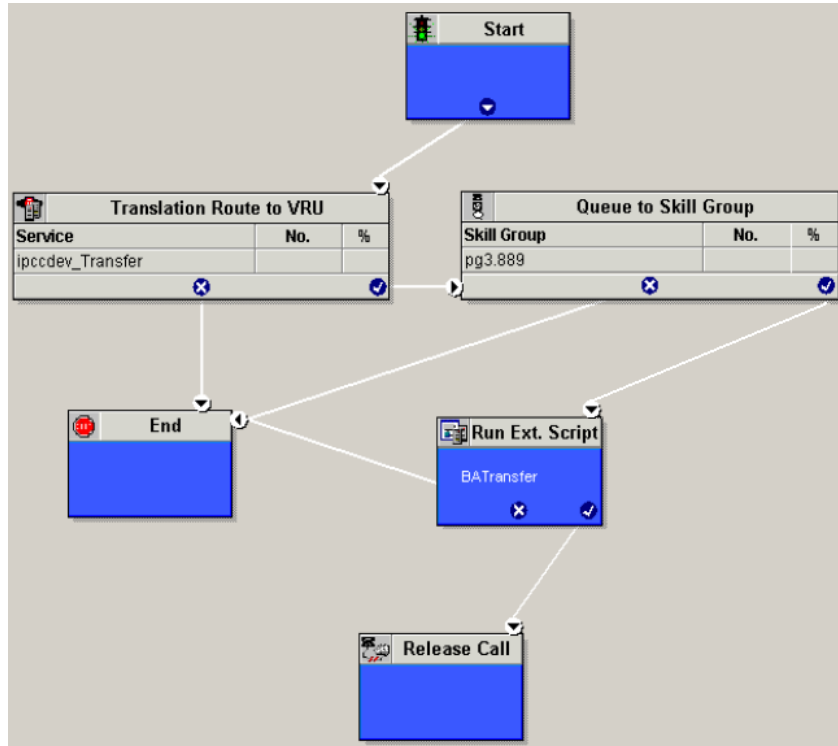 Start
Translation Route to VRU
Service No. %
ipccdev_Transfer
Queue to Skill Group
Skill Group No. %
pg3.889
End
Run Ext. Script
BATransfer
Release Call